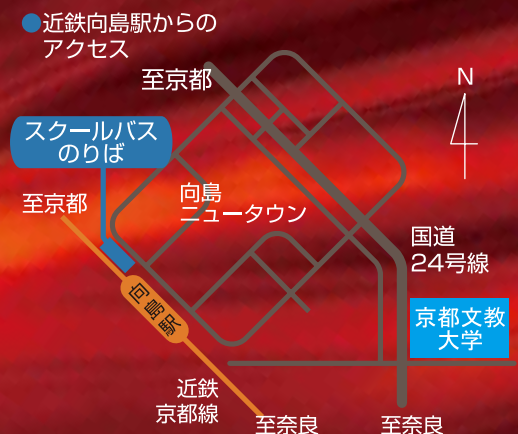 ●近鉄向島駅からの
アクセス
至京都
N
スクールバス
のりば
至京都
向島
ニュータウン
国道
24号線
向島駅
京都文教
大学
近鉄
京都線
至奈良
至奈良